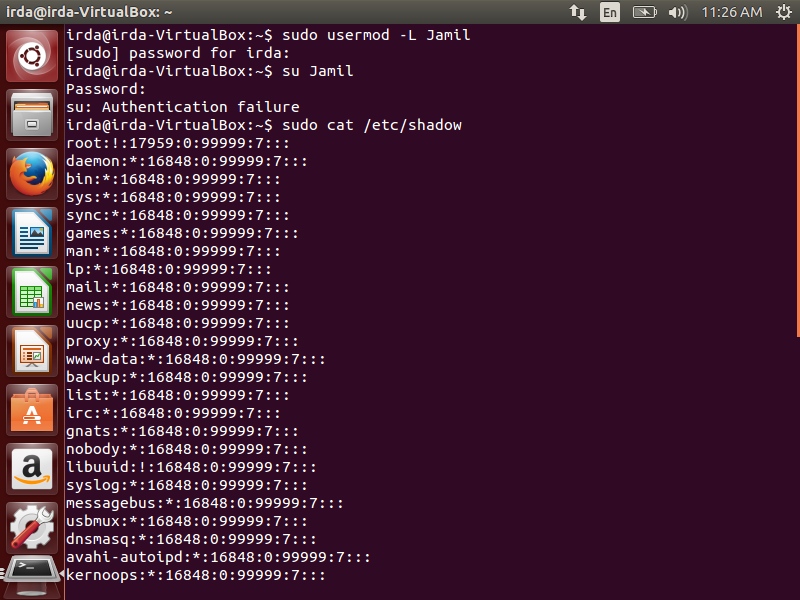 irda@irda-VirtualBox: ~
En
11:26 AM
irda@irda-VirtualBox:~$ sudo usermod -L Jamil
[sudo] password for irda:
irda@irda-VirtualBox:~$ su Jamil
Password:
su: Authentication failure
irda@irda-VirtualBox:~$ sudo cat /etc/shadow
root:!:17959:0:99999:7:::
daemon:*:16848:0:99999:7:::
bin:*:16848:0:99999:7:::
sys:*:16848:0:99999:7:::
sync:*:16848:0:99999:7:::
games:*:16848:0:99999:7:::
man:*:16848:0:99999:7:::
lp:*:16848:0:99999:7:::
mail:*:16848:0:99999:7:::
news:*:16848:0:99999:7:::
uucp:*:16848:0:99999:7:::
proxy:*:16848:0:99999:7:::
www-data:*:16848:0:99999:7:::
backup:*:16848:0:99999:7:::
list:*:16848:0:99999:7:::
irc:*:16848:0:99999:7:::
gnats:*:16848:0:99999:7:::
nobody:*:16848:0:99999:7:::
libuuid:!:16848:0:99999:7:::
syslog:*:16848:0:99999:7:::
messagebus:*:16848:0:99999:7:::
usbmux:*:16848:0:99999:7:::
dnsmasq:*:16848:0:99999:7:::
avahi-autoipd:*:16848:0:99999:7:::
kernoops:*:16848:0:99999:7:::